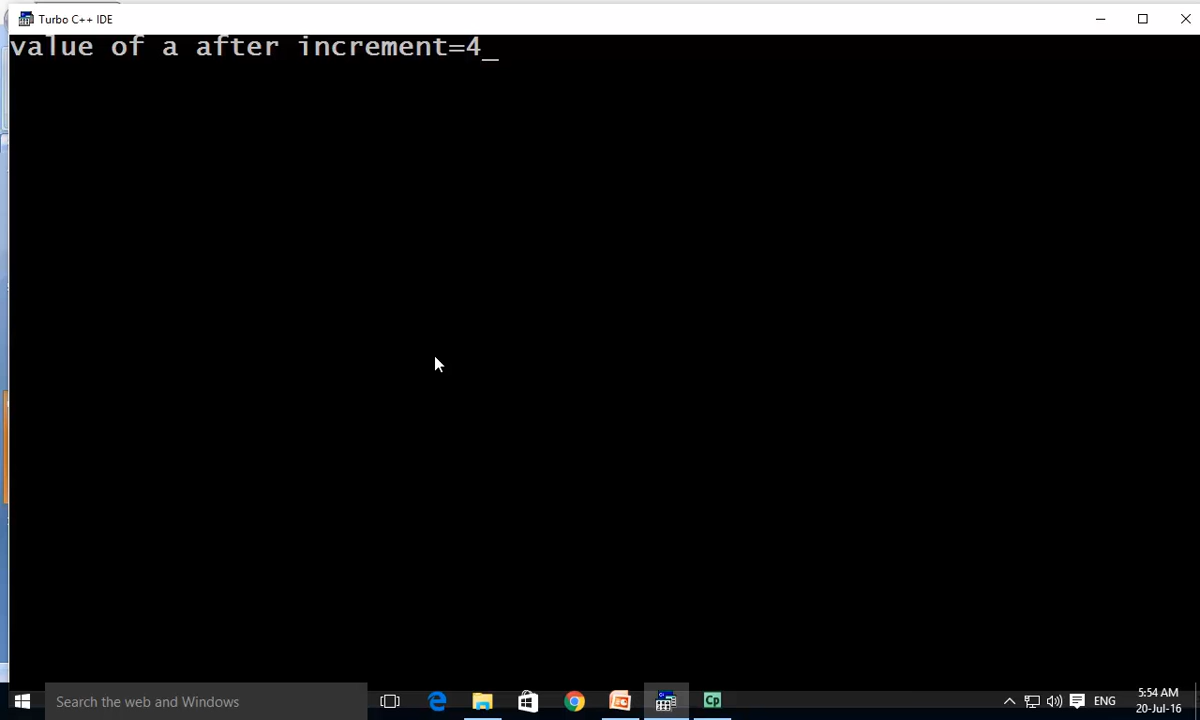 Turbo C++ IDE
value of a after increment=4_
Search the web and Windows
Cp
ENG
5:54 AM
20-Jul-16